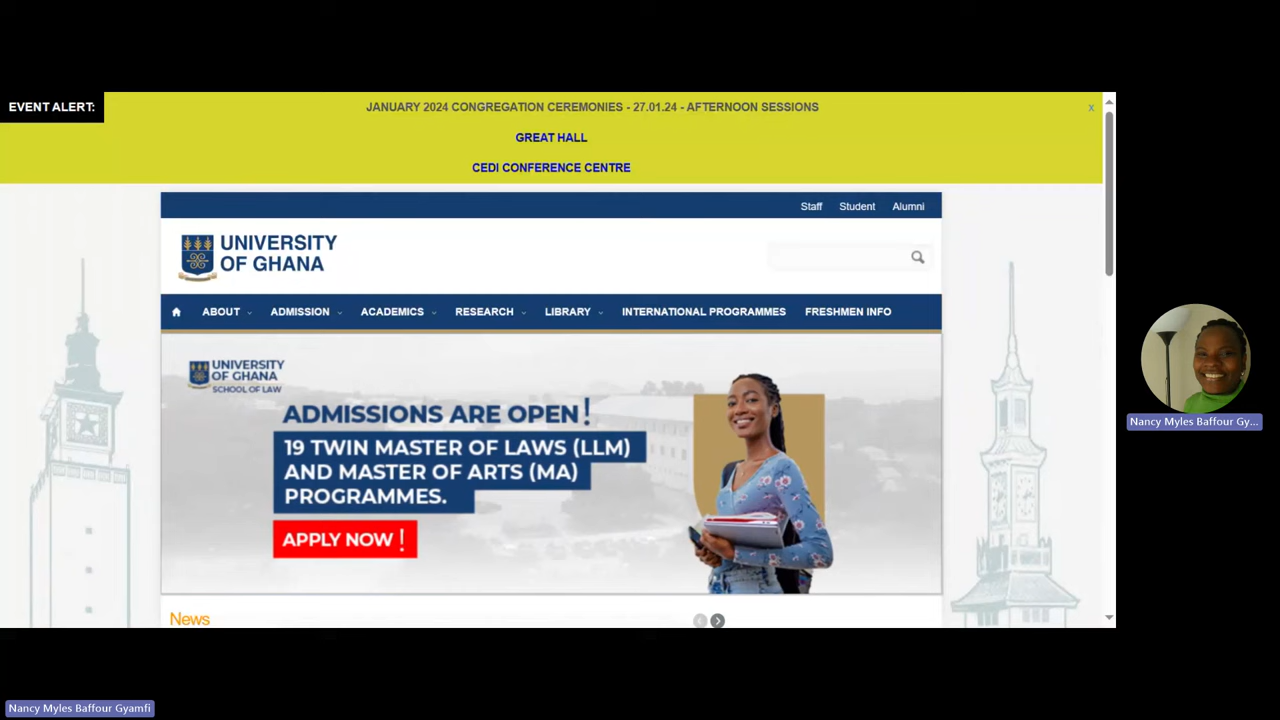 EVENT ALERT:
JANUARY 2024 CONGREGATION CEREMONIES - 27.01.24 - AFTERNOON SESSIONS
x
GREAT HALL
CEDI CONFERENCE CENTRE
Staff Student Alumni
UNIVERSITY
OF GHANA
ABOUT ADMISSION ACADEMICS RESEARCH LIBRARY INTERNATIONAL PROGRAMMES FRESHMEN INFO
UNIVERSITY
OF GHANA
SCHOOL OF LAW
ADMISSIONS ARE OPEN!
19 TWIN MASTER OF LAWS (LLM)
AND MASTER OF ARTS (MA)
PROGRAMMES.
APPLY NOW!
News
Nancy Myles Baffour Gy...
Nancy Myles Baffour Gyamfi